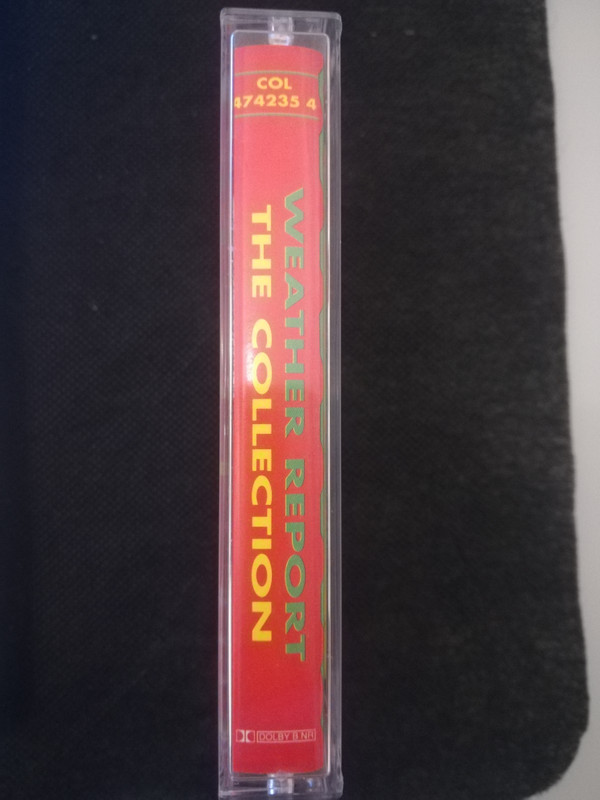 COL
474235 4
WEATHER REPORT
THE COLLECTION
DOLBY B NR